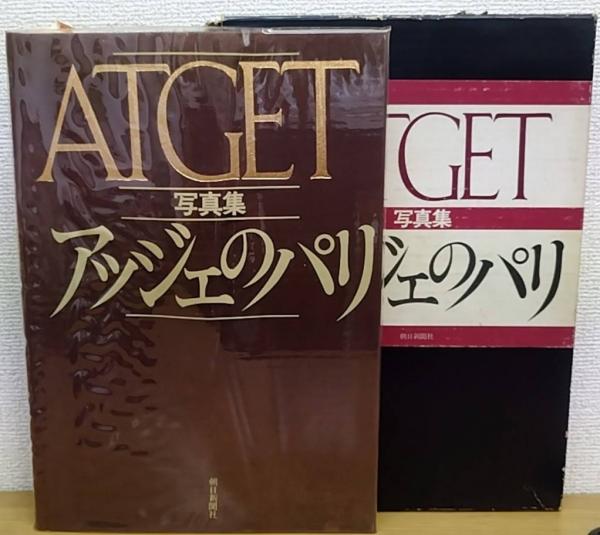 ATGET
写真集
アッジェのパリ
朝日新聞社
TGET
写真集
ジェのパリ
朝日新聞社